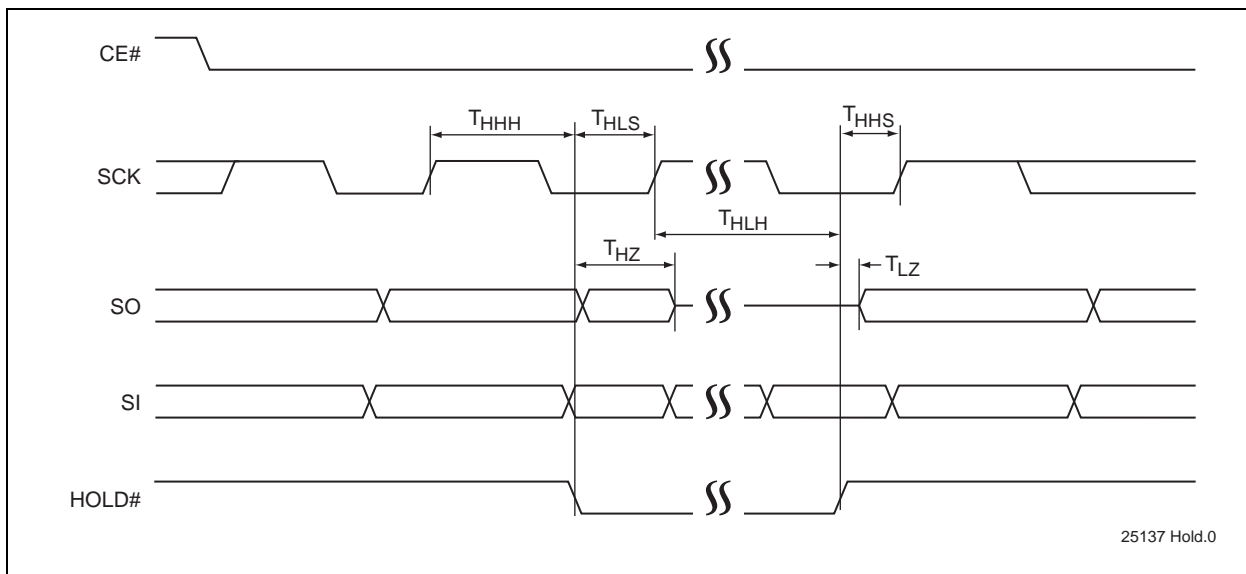 CE#
THHH
THLS
THHS
SCK
THLH
THZ
TLZ
SO
SI
HOLD#
25137 Hold.0